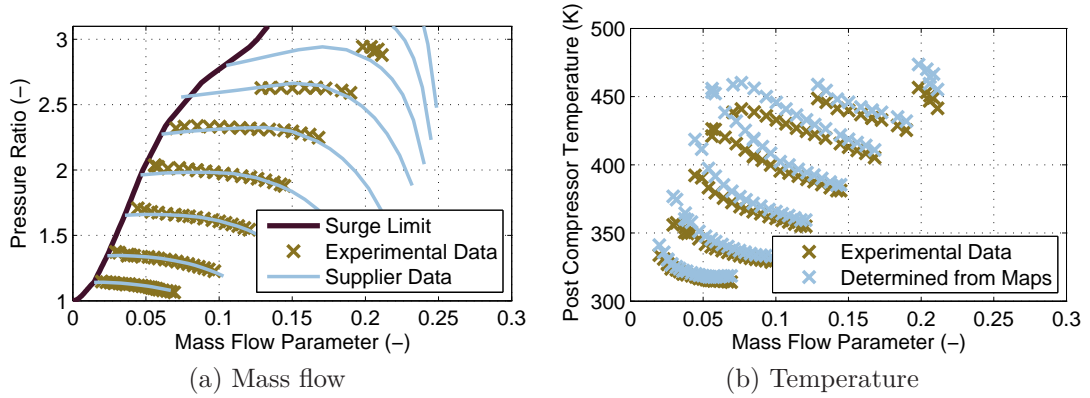 3
2.5
2
1.5
1
0
0.05
0.1
0.15
0.2
0.25
0.3
Pressure Ratio (−)
Mass Flow Parameter (−)
Surge Limit
Experimental Data
Supplier Data
(a) Mass flow
500
450
400
350
300
0
0.05
0.1
0.15
0.2
0.25
0.3
Post Compressor Temperature (K)
Mass Flow Parameter (−)
Experimental Data
Determined from Maps
(b) Temperature